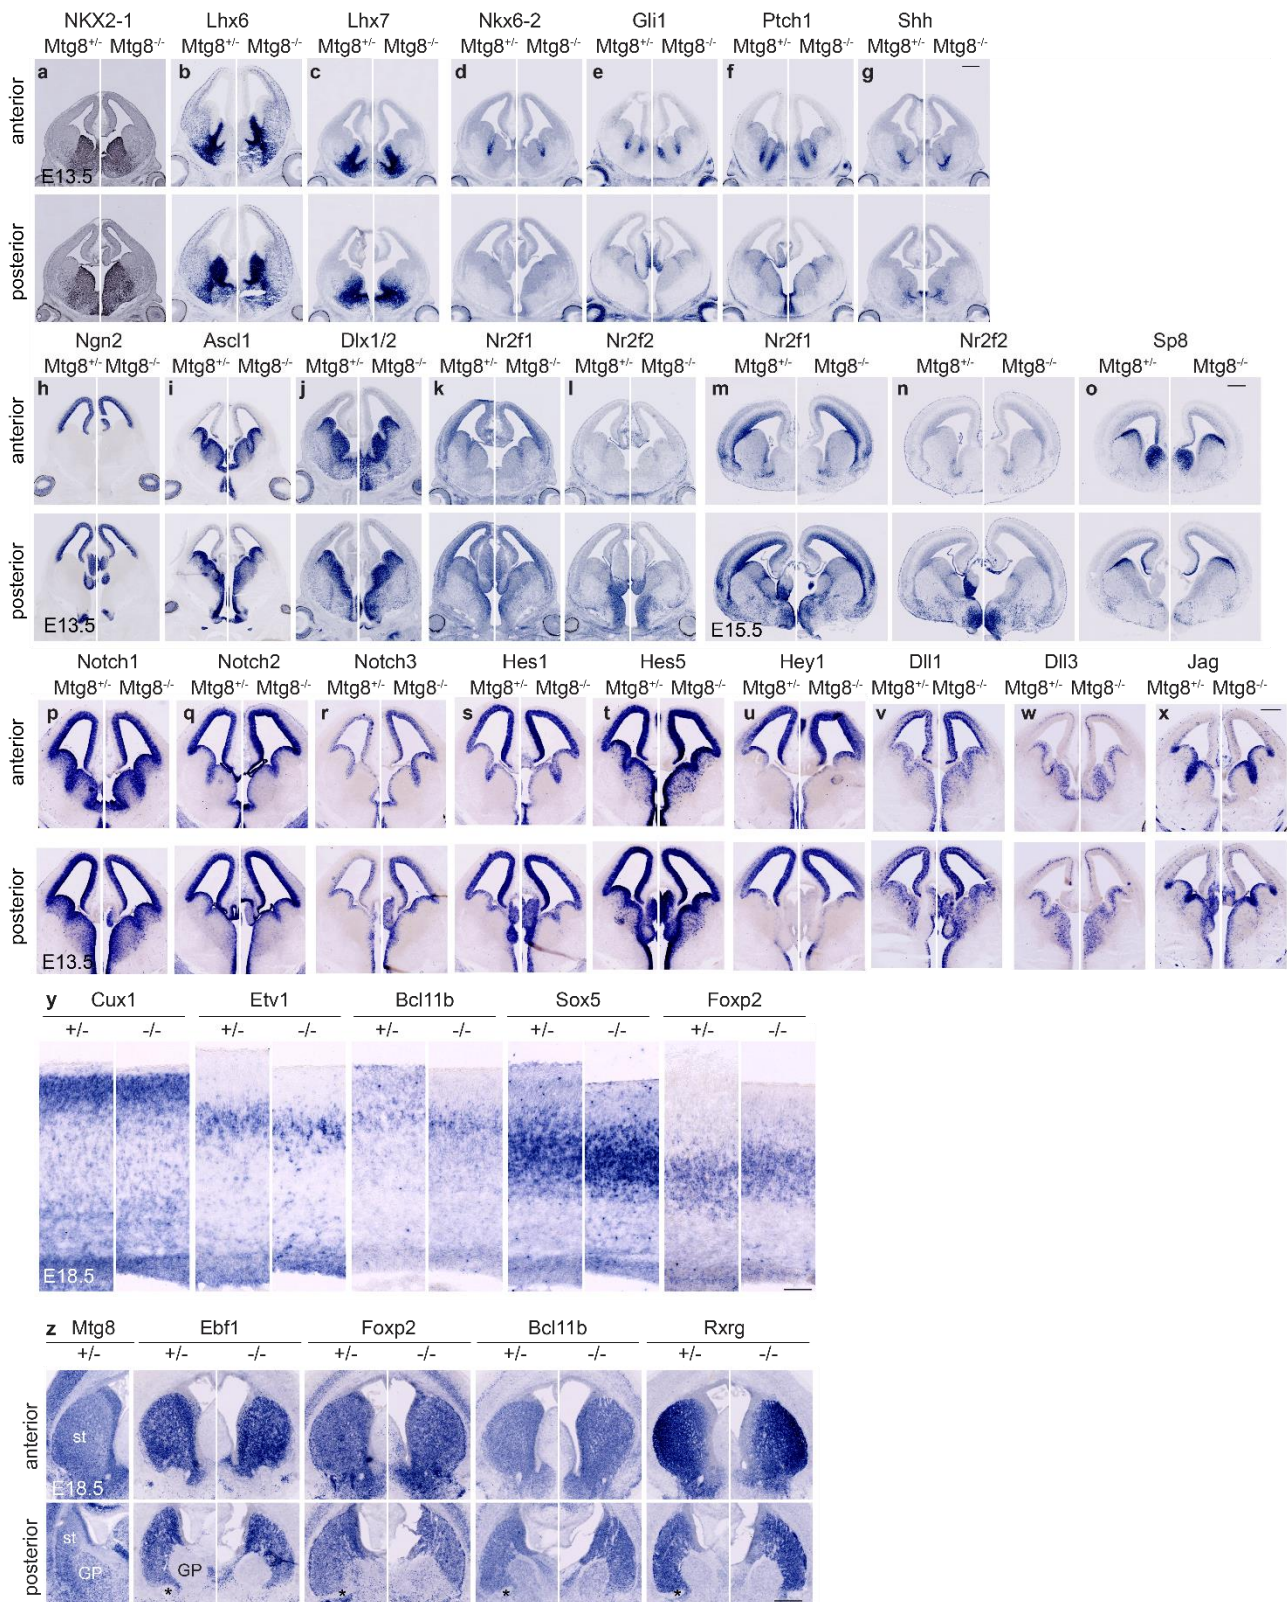 NKX2-1 Lhx6 Lhx7 Nkx6-2 Gli1 Ptch1 Shh
Mtg8+/- Mtg8-/- Mtg8+/- Mtg8-/- Mtg8+/- Mtg8-/- Mtg8+/- Mtg8-/- Mtg8+/- Mtg8-/- Mtg8+/- Mtg8-/- Mtg8+/- Mtg8-/-
a b c d e f g
anterior
E13.5
posterior
Ngn2 Ascl1 Dlx1/2 Nr2f1 Nr2f2 Nr2f1 Nr2f2 Sp8
Mtg8+/- Mtg8-/- Mtg8+/- Mtg8-/- Mtg8+/- Mtg8-/- Mtg8+/- Mtg8-/- Mtg8+/- Mtg8-/- Mtg8+/- Mtg8-/- Mtg8+/- Mtg8-/- Mtg8+/- Mtg8-/-
h i j k l m n o
anterior
posterior
E13.5 E15.5
Notch1 Notch2 Notch3 Hes1 Hes5 Hey1 Dll1 Dll3 Jag
Mtg8+/- Mtg8-/- Mtg8+/- Mtg8-/- Mtg8+/- Mtg8-/- Mtg8+/- Mtg8-/- Mtg8+/- Mtg8-/- Mtg8+/- Mtg8-/- Mtg8+/- Mtg8-/- Mtg8+/- Mtg8-/- Mtg8+/- Mtg8-/-
p q r s t u v w x
anterior
posterior
E13.5
y Cux1 Etv1 Bcl11b Sox5 Foxp2
+/- -/- +/- -/- +/- -/- +/- -/- +/- -/-
E18.5
z Mtg8 Ebf1 Foxp2 Bcl11b Rxrg
+/- +/- -/- +/- -/- +/- -/- +/- -/-
anterior
st
E18.5
posterior
st
GP GP
* * * *